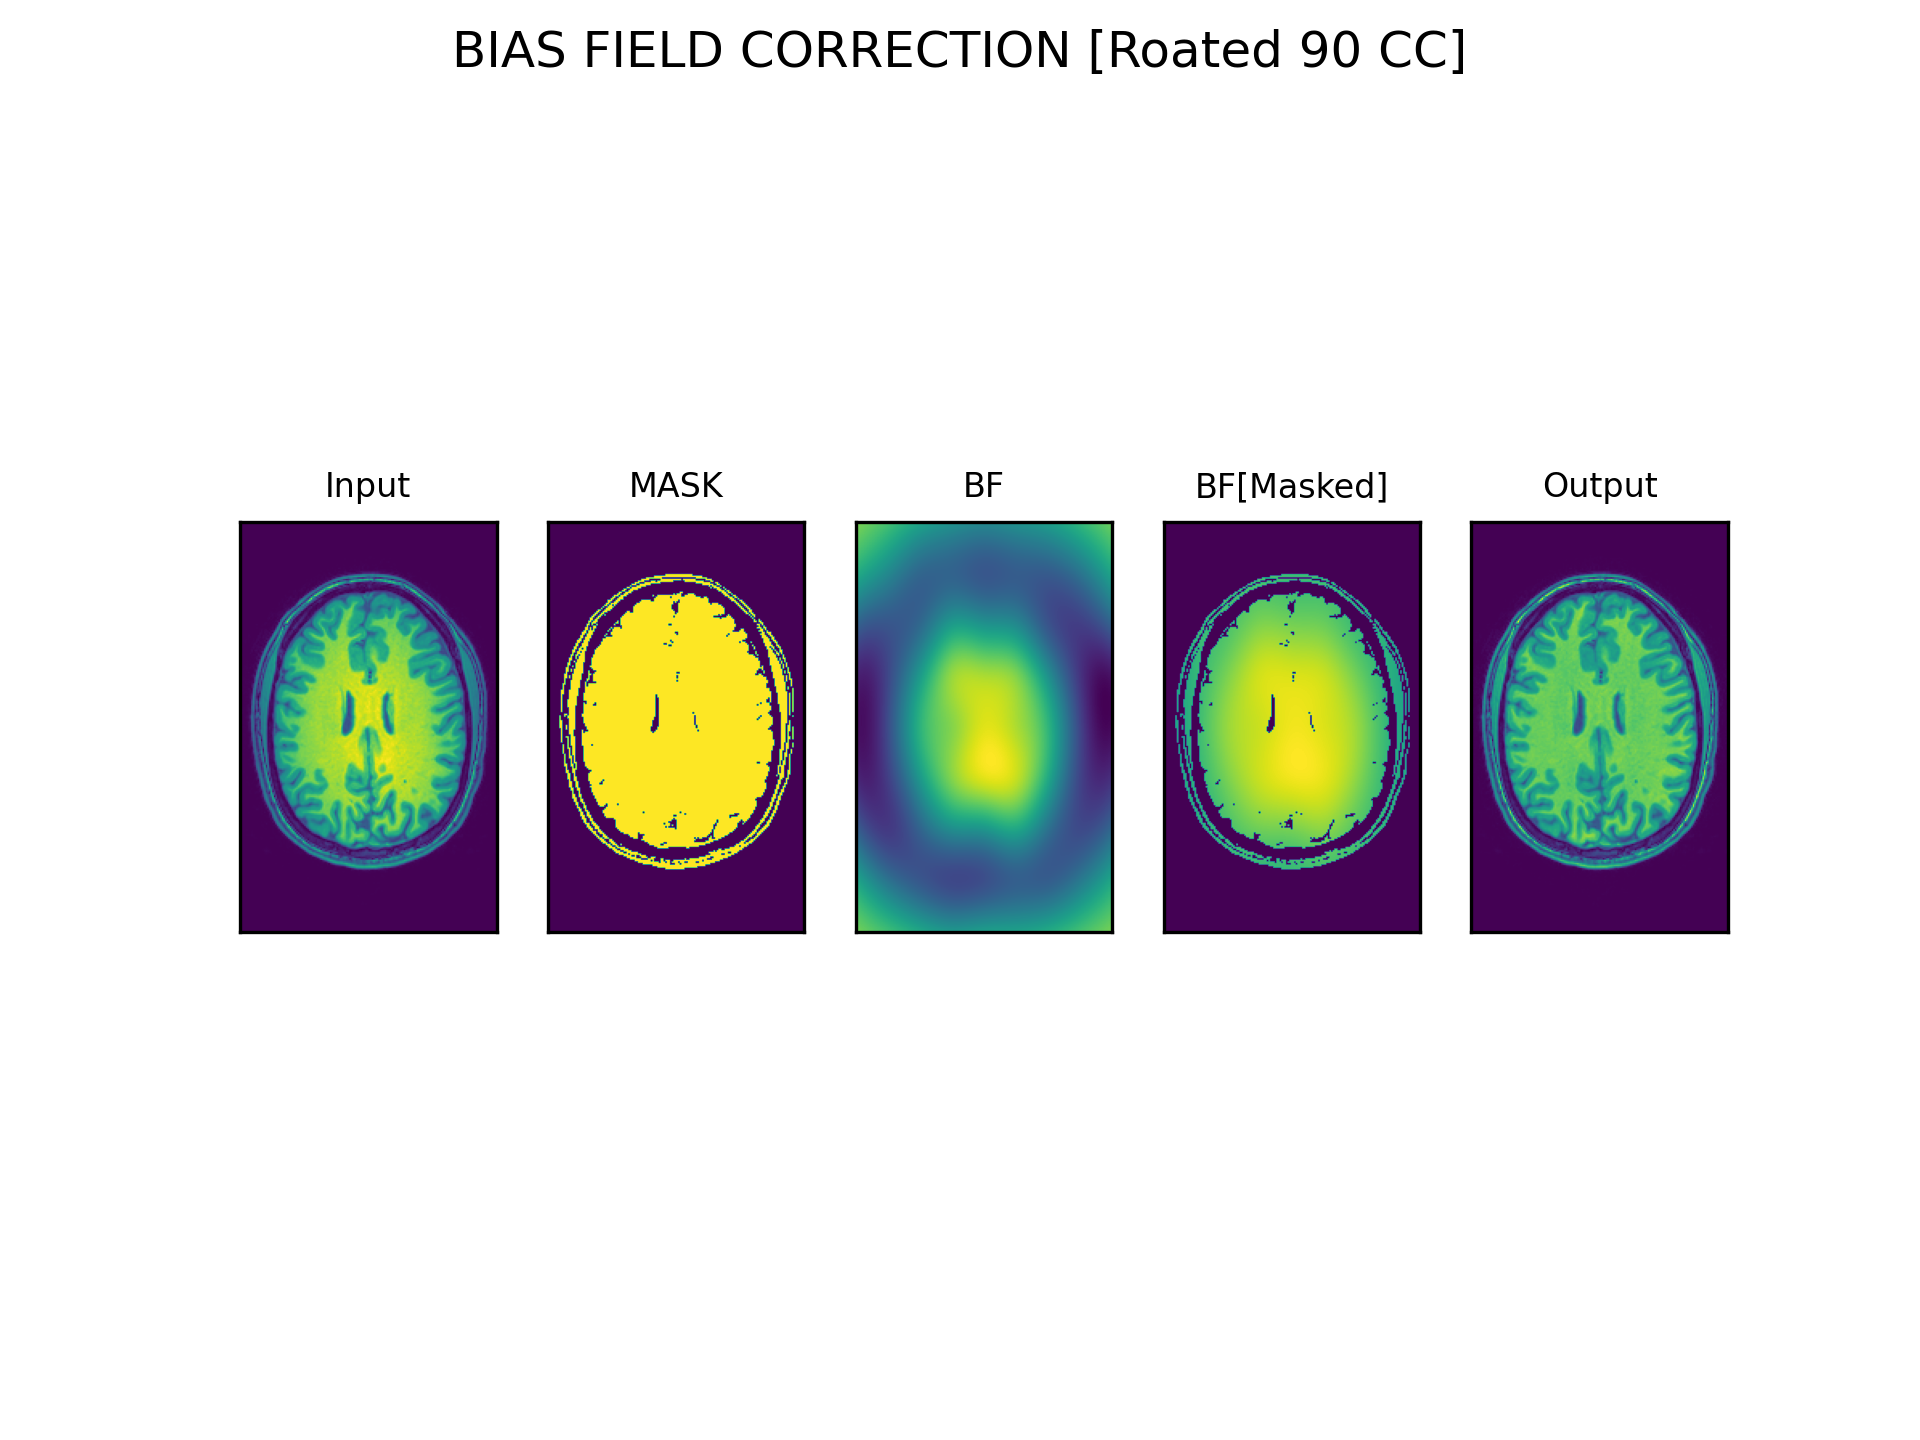 BIAS FIELD CORRECTION [Roated 90 CC]
Input
MASK
BF
BF[Masked]
Output